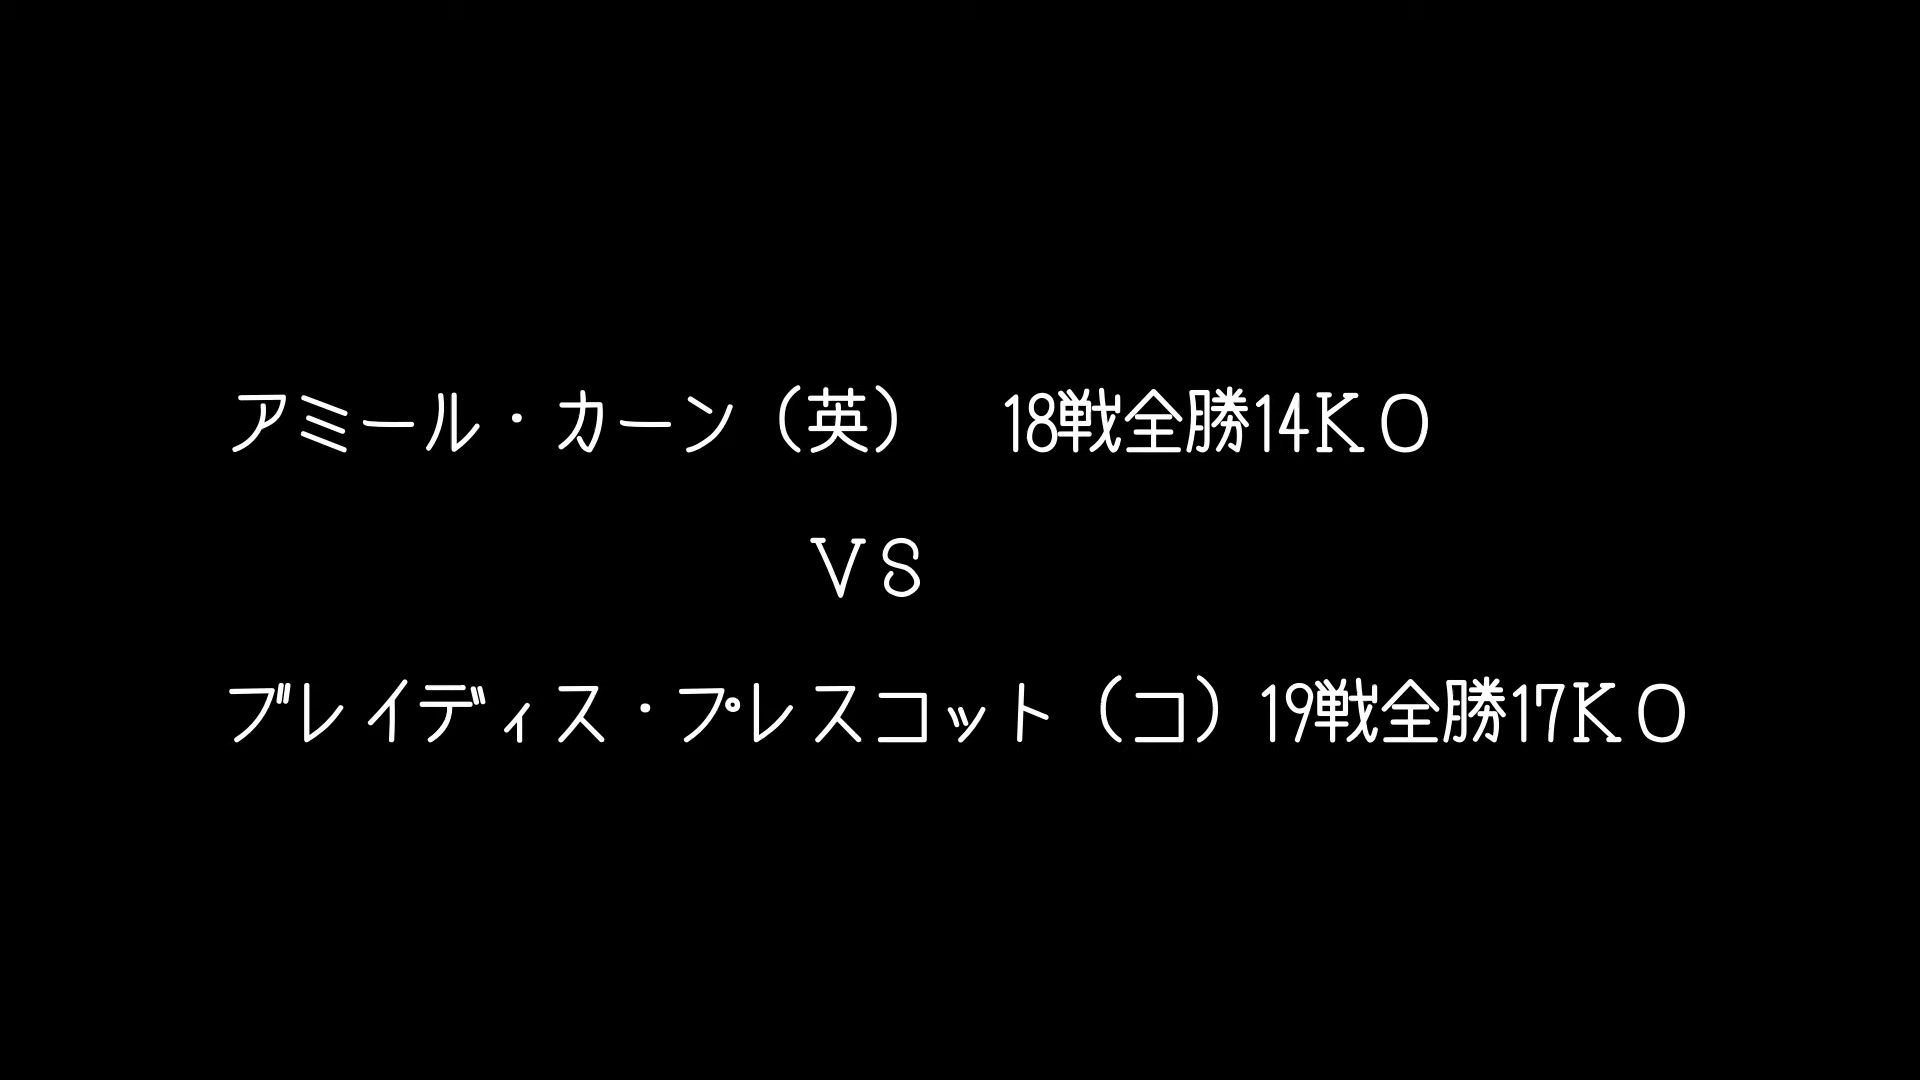 アミール・カーン（英）　18戦全勝14ＫＯ
ＶＳ
ブレイディス・プレスコット（コ）19戦全勝17ＫＯ